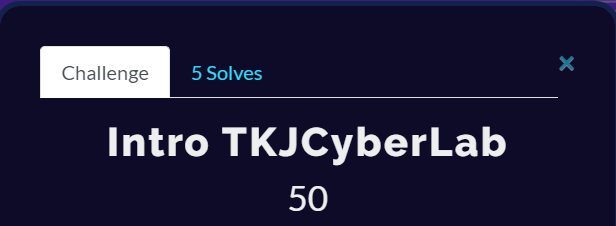 Challenge 5 Solves ×
Intro TKJCyberLab
50